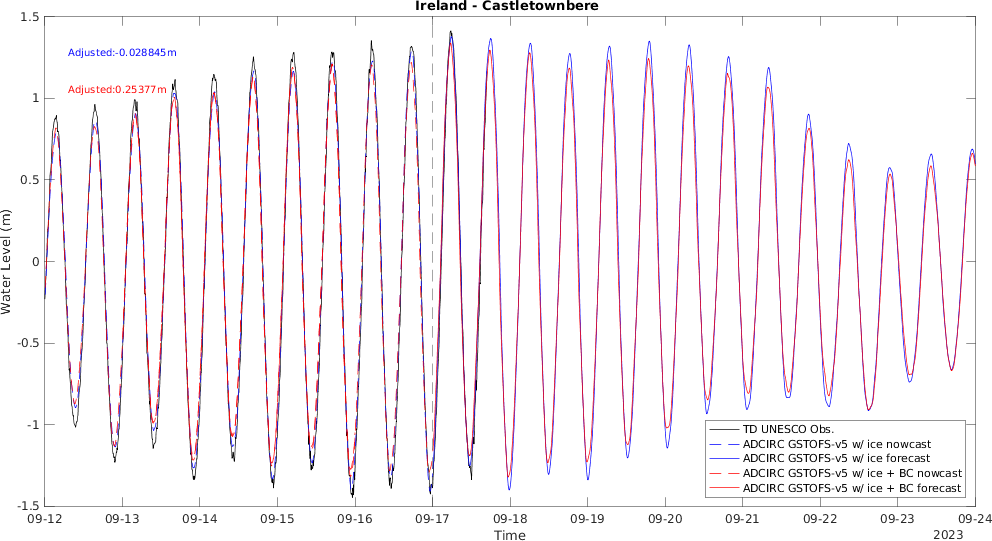 Ireland - Castletownbere
1.5
Adjusted:-0.028845m
Adjusted:0.25377m
1
0.5
0
-0.5
-1
-1.5
Water Level (m)
TD UNESCO Obs.
ADCIRC GSTOFS-v5 w/ ice nowcast
ADCIRC GSTOFS-v5 w/ ice forecast
ADCIRC GSTOFS-v5 w/ ice + BC nowcast
ADCIRC GSTOFS-v5 w/ ice + BC forecast
09-12 09-13 09-14 09-15 09-16 09-17 09-18 09-19 09-20 09-21 09-22 09-23 09-24
Time
2023